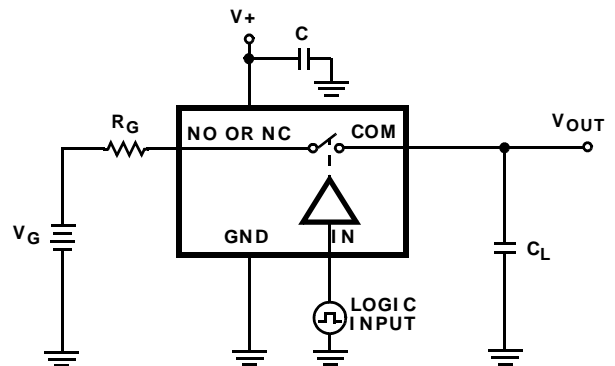 V+
C
RG
NO OR NC
COM
VOUT
VG
GND
IN
CL
LOGIC
INPUT